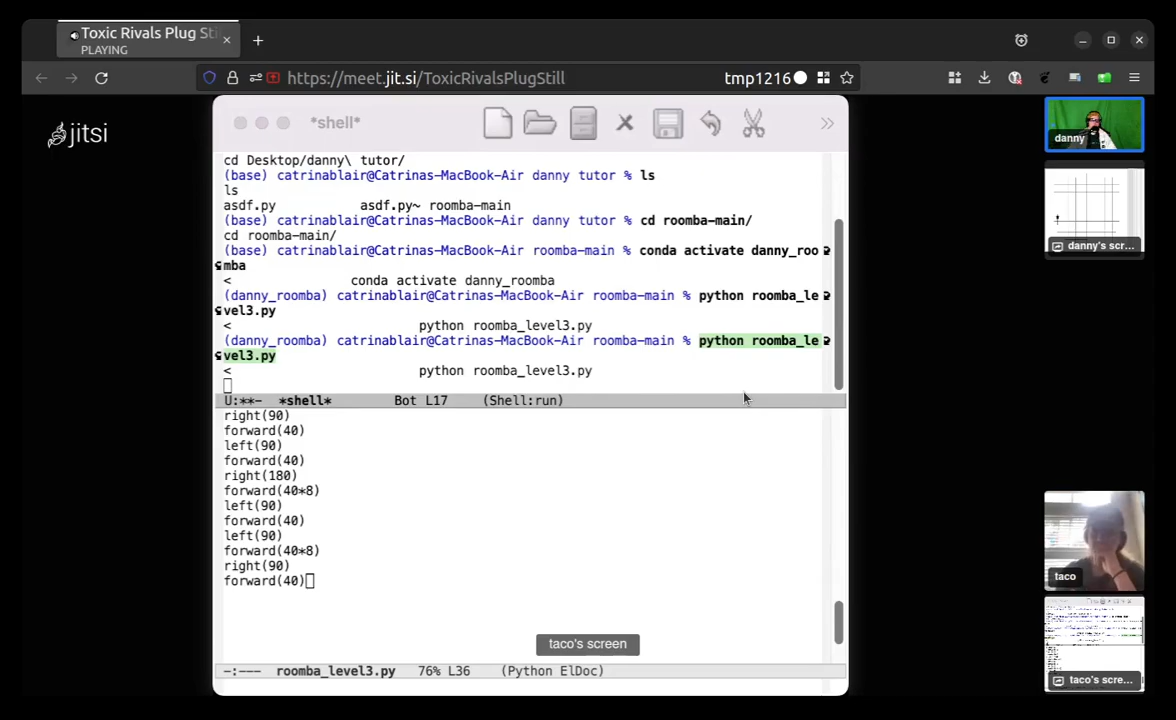 Toxic Rivals Plug Sti
PLAYING
https://meet.jit.si/ToxicRivalsPlugStill
tmp1216
jitsi
*shell*
cd Desktop/danny\ tutor/
(base) catrinablair@Catrinas-MacBook-Air danny tutor % ls
ls
asdf.py asdf.py~ roomba-main
(base) catrinablair@Catrinas-MacBook-Air danny tutor % cd roomba-main/
cd roomba-main/
(base) catrinablair@Catrinas-MacBook-Air roomba-main % conda activate danny_roo
mba
< conda activate danny_roomba
(danny_roomba) catrinablair@Catrinas-MacBook-Air roomba-main % python roomba_le
vel3.py
< python roomba_level3.py
(danny_roomba) catrinablair@Catrinas-MacBook-Air roomba-main % python roomba_le
vel3.py
< python roomba_level3.py
U:**- *shell* Bot L17 (Shell:run)
right(90)
forward(40)
left(90)
forward(40)
right(180)
forward(40*8)
left(90)
forward(40)
left(90)
forward(40*8)
right(90)
forward(40)
taco's screen
-:--- roomba_level3.py 76% L36 (Python ElDoc)
danny
danny's scr...
taco
taco's scre...